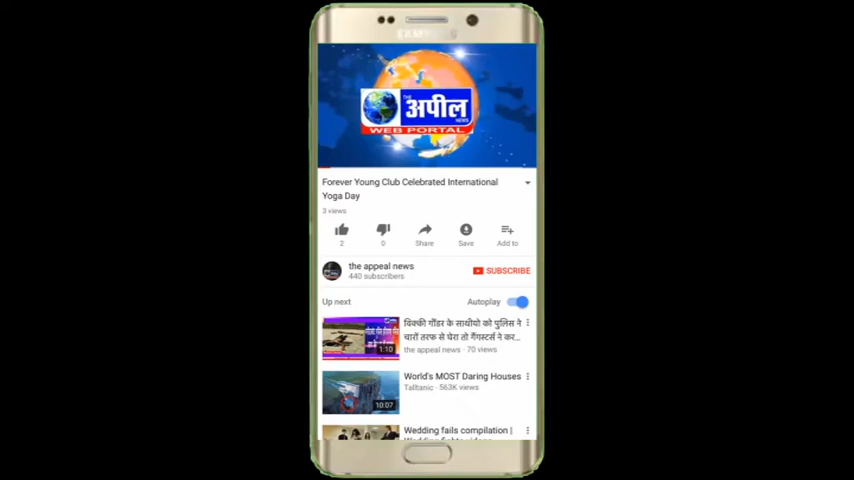 SAMSUNG
THE
अपील
NEWS
WEB PORTAL
Forever Young Club Celebrated International
Yoga Day
3 views
2
0
Share
Save
Add to
the appeal news
440 subscribers
SUBSCRIBE
Up next
Autoplay
विक्की गौंडर के साथीयो को पुलिस ने
चारों तरफ से घेरा तो गैंगस्टर्स ने कर...
the appeal news · 70 views
1:10
World's MOST Daring Houses
Talltanic · 563K views
10:07
Wedding fails compilation |